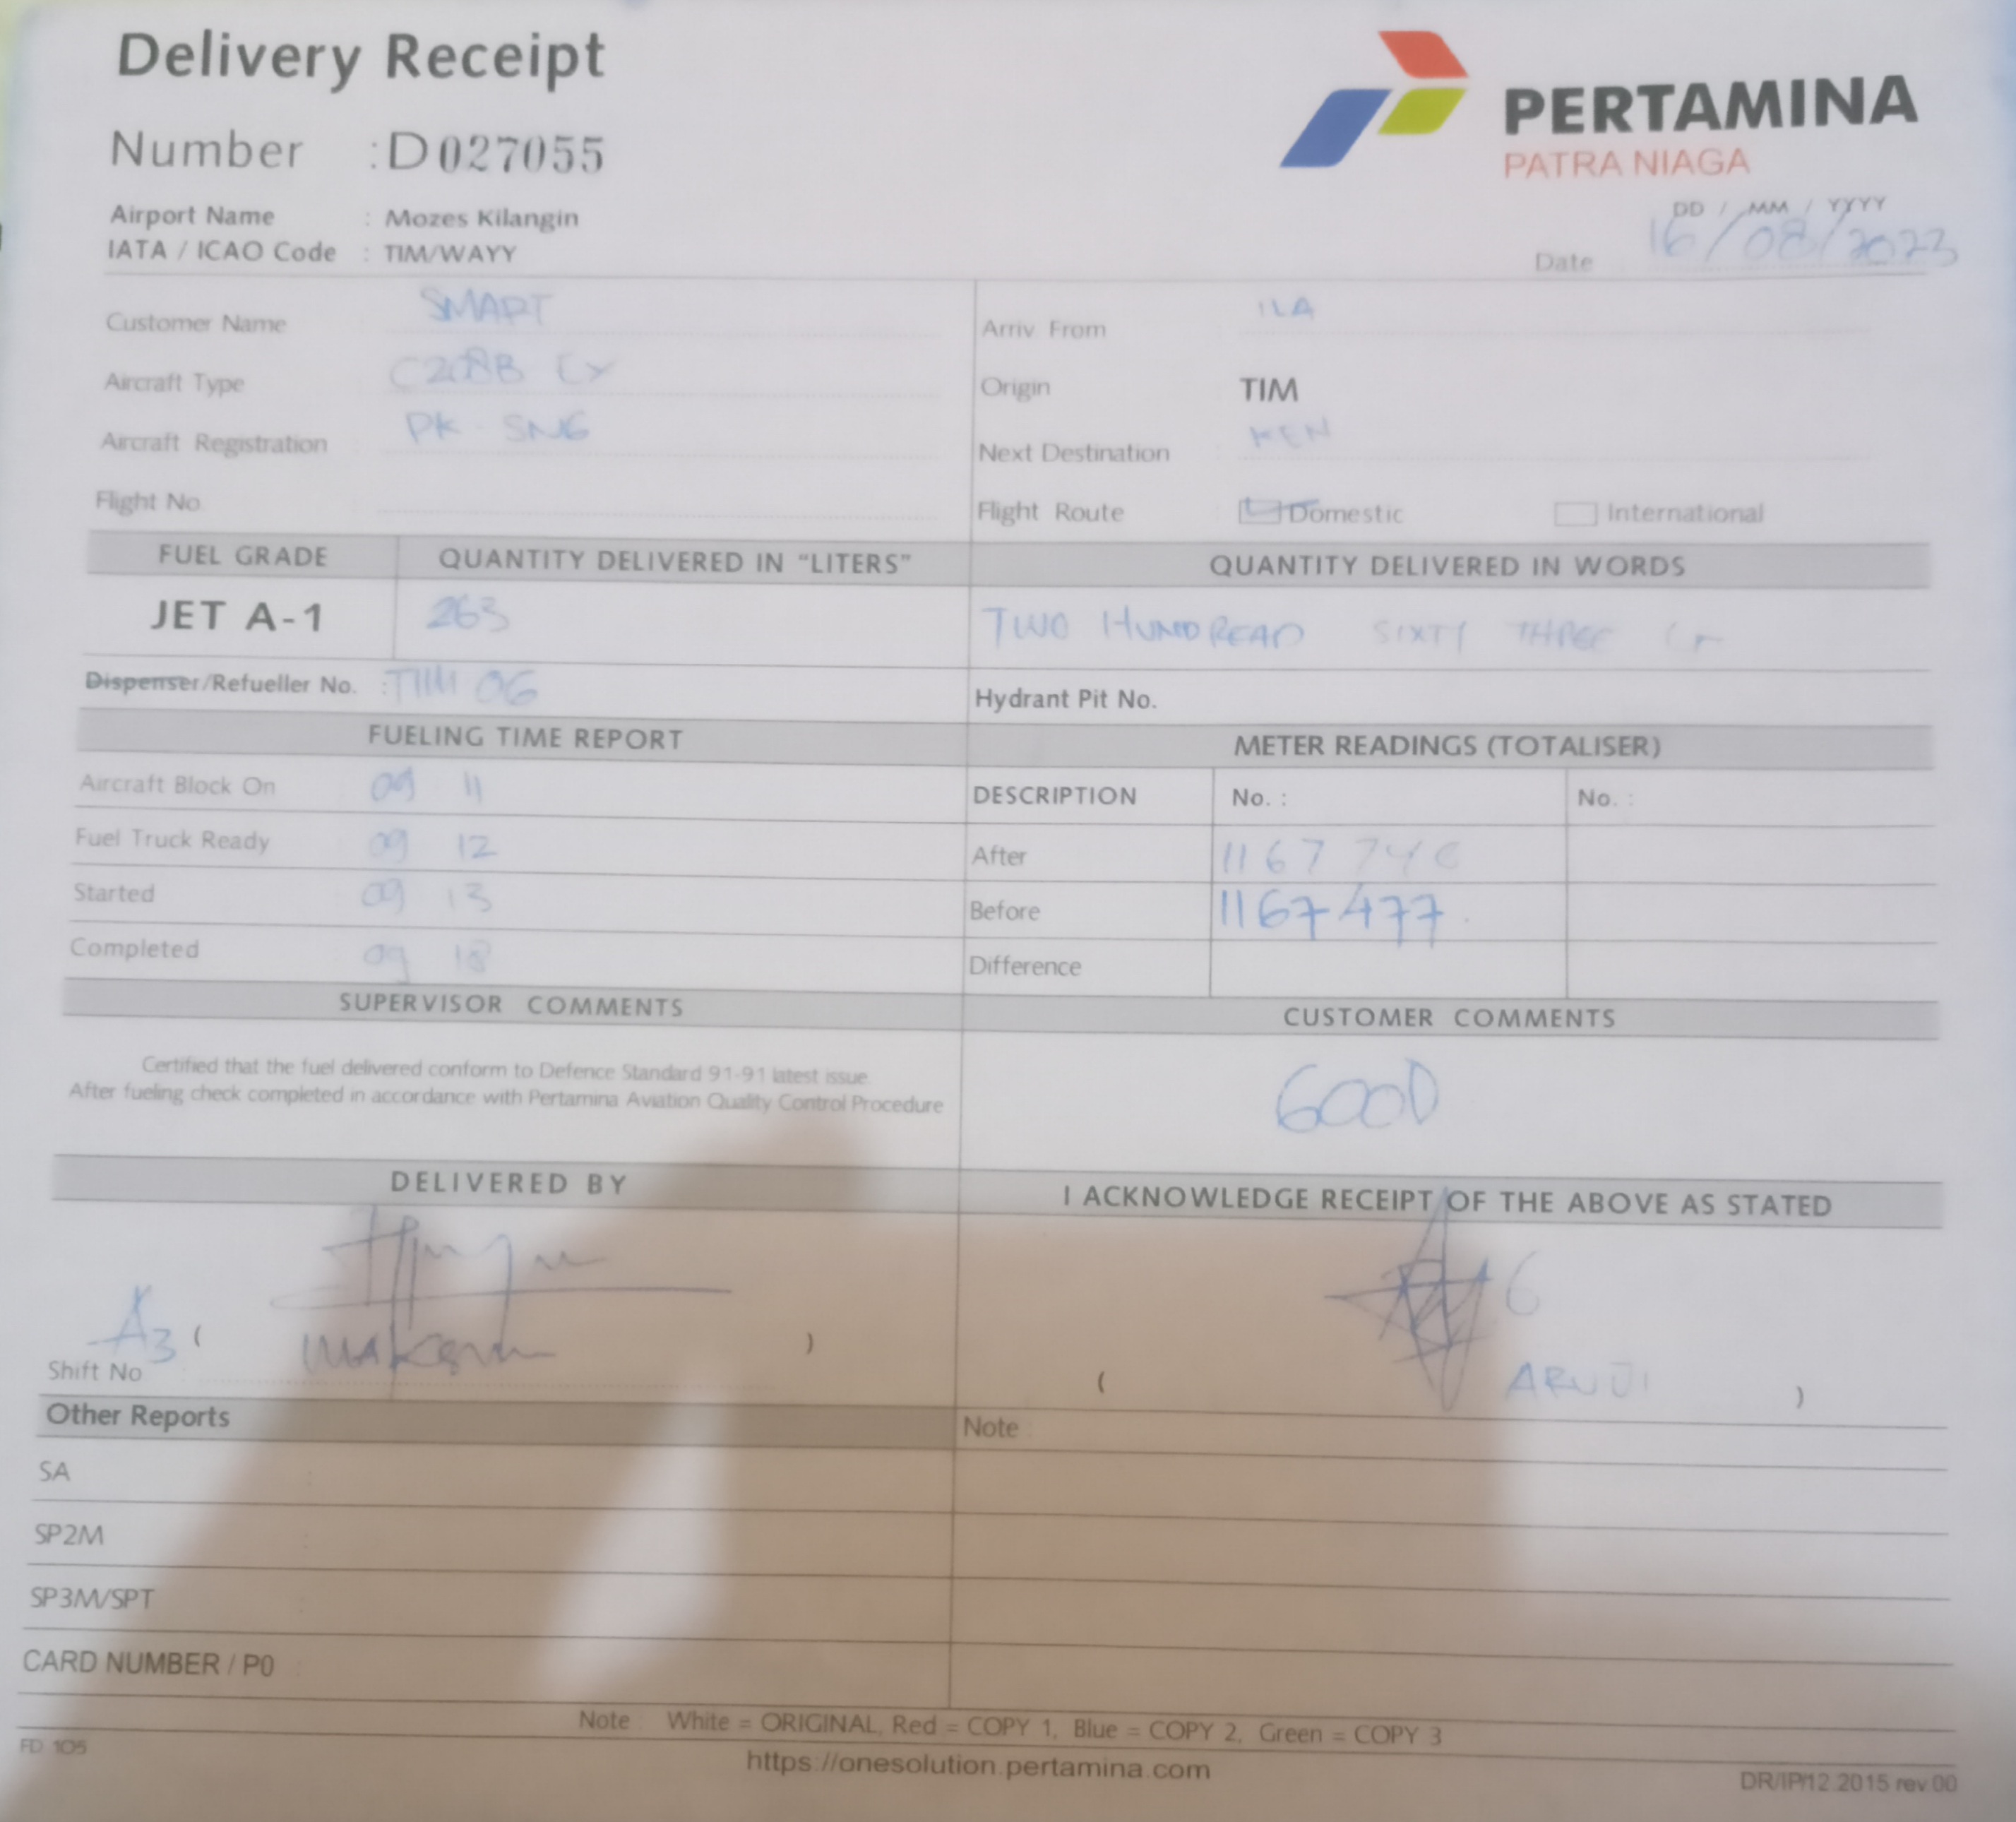 Delivery Receipt
PERTAMINA
PATRA NIAGA
Number : D 027055
Airport Name : Mozes Kilangin
IATA / ICAO Code : TIM/WAYY
DD / MM / YYYY
Date 16/08/2023
Customer Name : SMART
Arriv From : ILA
Aircraft Type : C208B EX
Origin : TIM
Aircraft Registration : PK-SNG
Next Destination : KEN
Flight No :
Flight Route : Domestic International
FUEL GRADE QUANTITY DELIVERED IN "LITERS" QUANTITY DELIVERED IN WORDS
JET A-1 263 TWO HUNDREAD SIXTY THREE
Dispenser/Refueller No. : TIM 06 Hydrant Pit No.
FUELING TIME REPORT METER READINGS (TOTALISER)
Aircraft Block On : 09 11 DESCRIPTION No. : No. :
Fuel Truck Ready : 09 12 After 1167 740
Started : 09 13 Before 1167477
Completed : 09 18 Difference
SUPERVISOR COMMENTS CUSTOMER COMMENTS
Certified that the fuel delivered conform to Defence Standard 91-91 latest issue
After fueling check completed in accordance with Pertamina Aviation Quality Control Procedure
GOOD
DELIVERED BY I ACKNOWLEDGE RECEIPT OF THE ABOVE AS STATED
A3 ( )
Shift No
( )
Other Reports Note
SA :
SP2M :
SP3M/SPT :
CARD NUMBER / P0
Note White = ORIGINAL, Red = COPY 1, Blue = COPY 2, Green = COPY 3
FD 105 https://onesolution.pertamina.com DR/IP/12.2015 rev.00